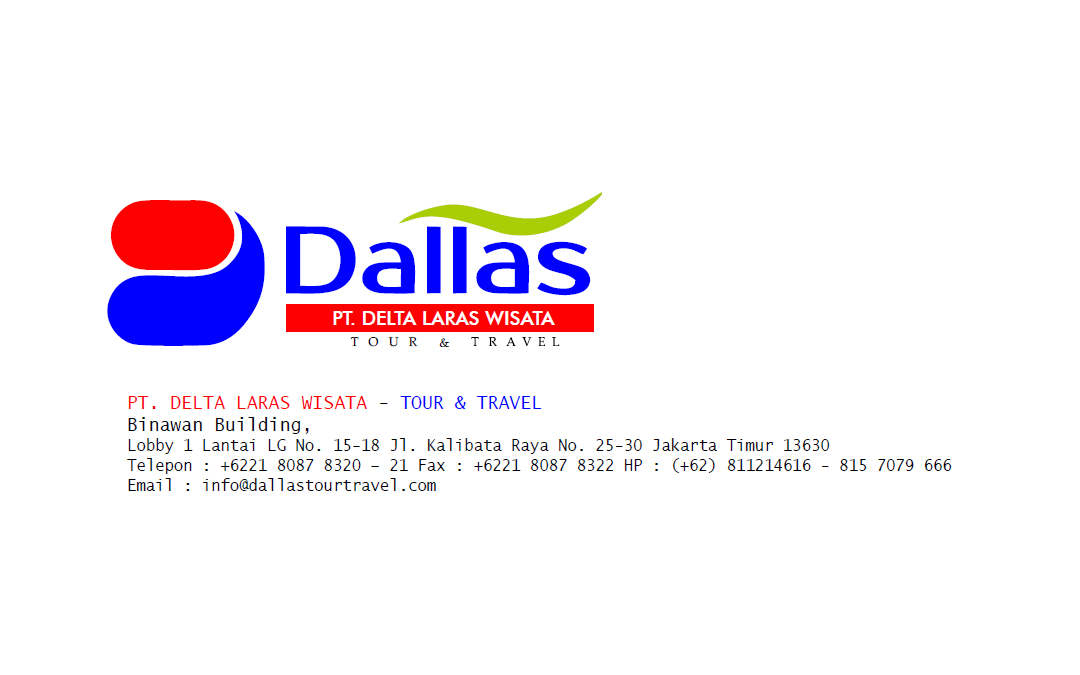 Dallas
PT. DELTA LARAS WISATA
TOUR & TRAVEL
PT. DELTA LARAS WISATA - TOUR & TRAVEL
Binawan Building,
Lobby 1 Lantai LG No. 15-18 Jl. Kalibata Raya No. 25-30 Jakarta Timur 13630
Telepon : +6221 8087 8320 – 21 Fax : +6221 8087 8322 HP : (+62) 811214616 - 815 7079 666
Email : info@dallastourtravel.com